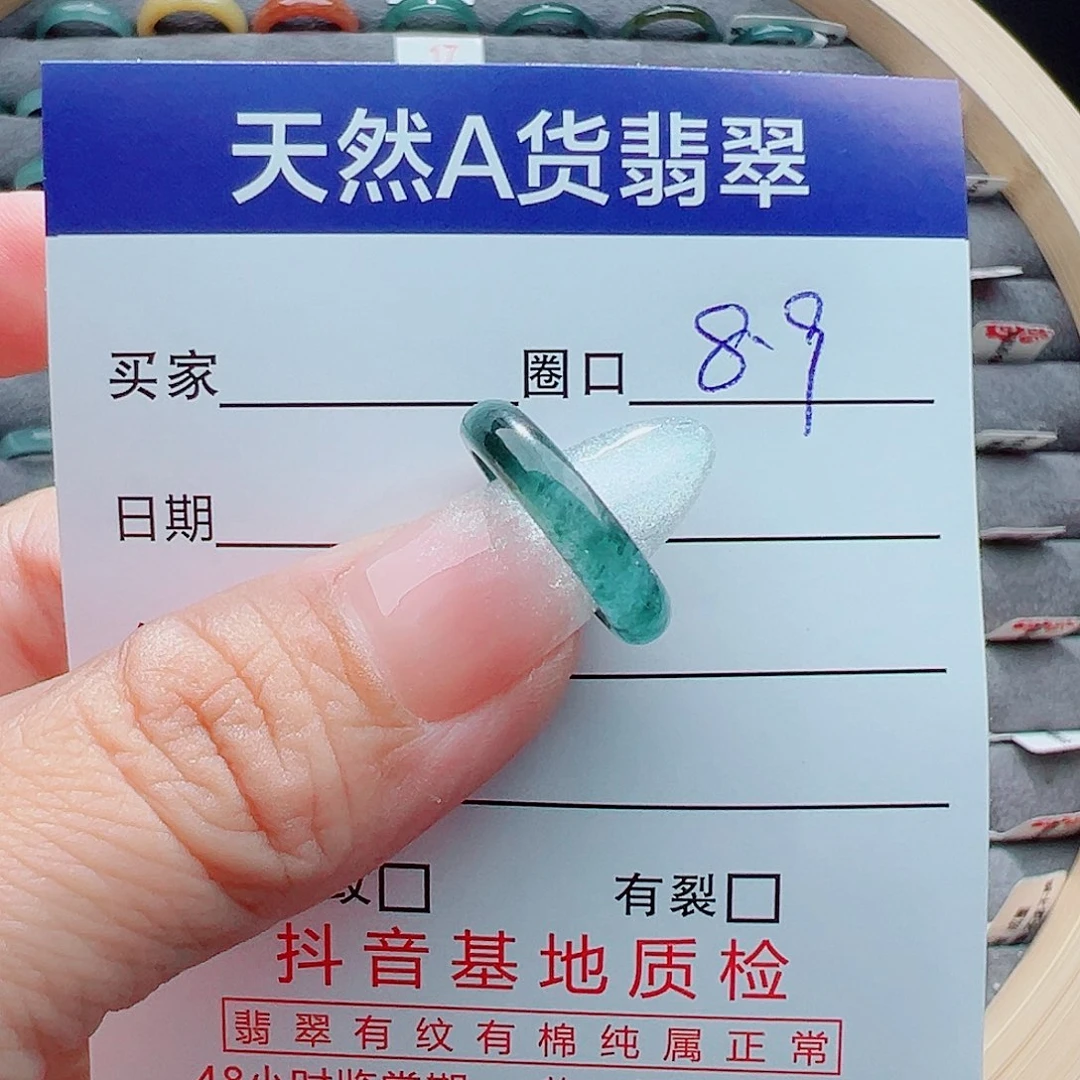 17
天然A货翡翠
买家 圈口 8.9
日期
纹□ 有裂□
抖音基地质检
翡翠有纹有棉纯属正常